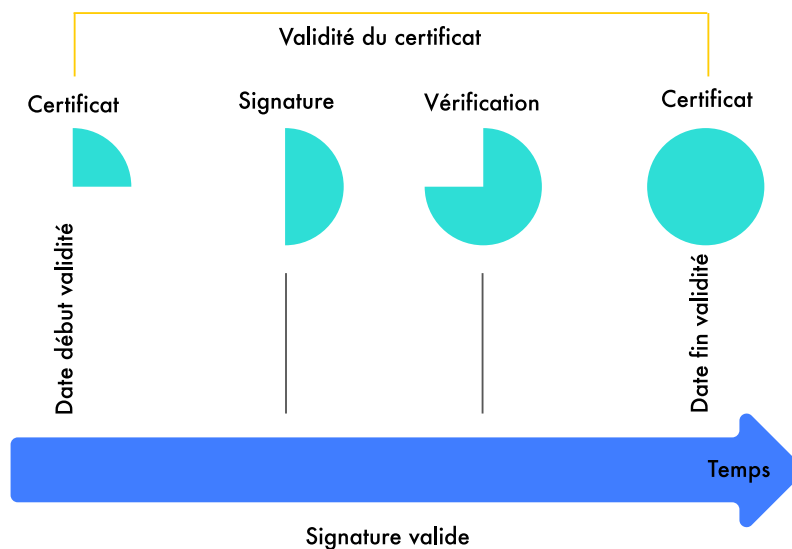 Validité du certificat
Certificat
Signature
Vérification
Certificat
Date début validité
Date fin validité
Temps
Signature valide